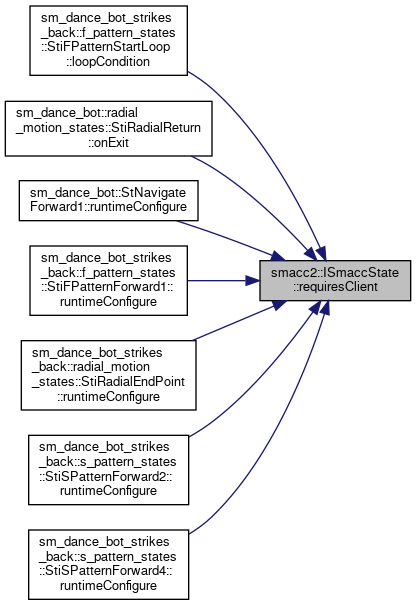 sm_dance_bot_strikes
_back::f_pattern_states
::StiFPatternStartLoop
::loopCondition
sm_dance_bot::radial
_motion_states::StiRadialReturn
::onExit
sm_dance_bot::StNavigate
Forward1::runtimeConfigure
sm_dance_bot_strikes
_back::f_pattern_states
::StiFPatternForward1::
runtimeConfigure
smacc2::ISmaccState
::requiresClient
sm_dance_bot_strikes
_back::radial_motion
_states::StiRadialEndPoint
::runtimeConfigure
sm_dance_bot_strikes
_back::s_pattern_states
::StiSPatternForward2::
runtimeConfigure
sm_dance_bot_strikes
_back::s_pattern_states
::StiSPatternForward4::
runtimeConfigure